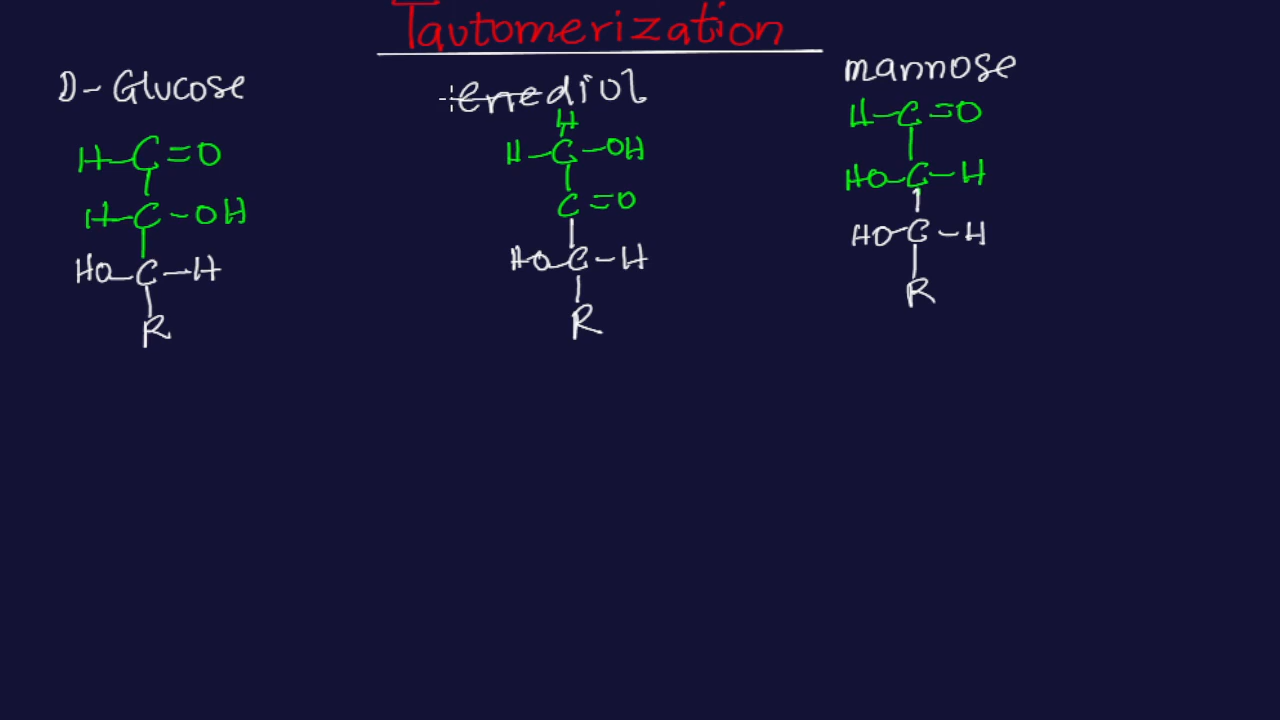 Tautomerization
D-Glucose
H-C=O
H-C-OH
HO-C-H
R
enediol
H
H-C-OH
C=O
HO-C-H
R
mannose
H-C=O
HO-C-H
HO-C-H
R